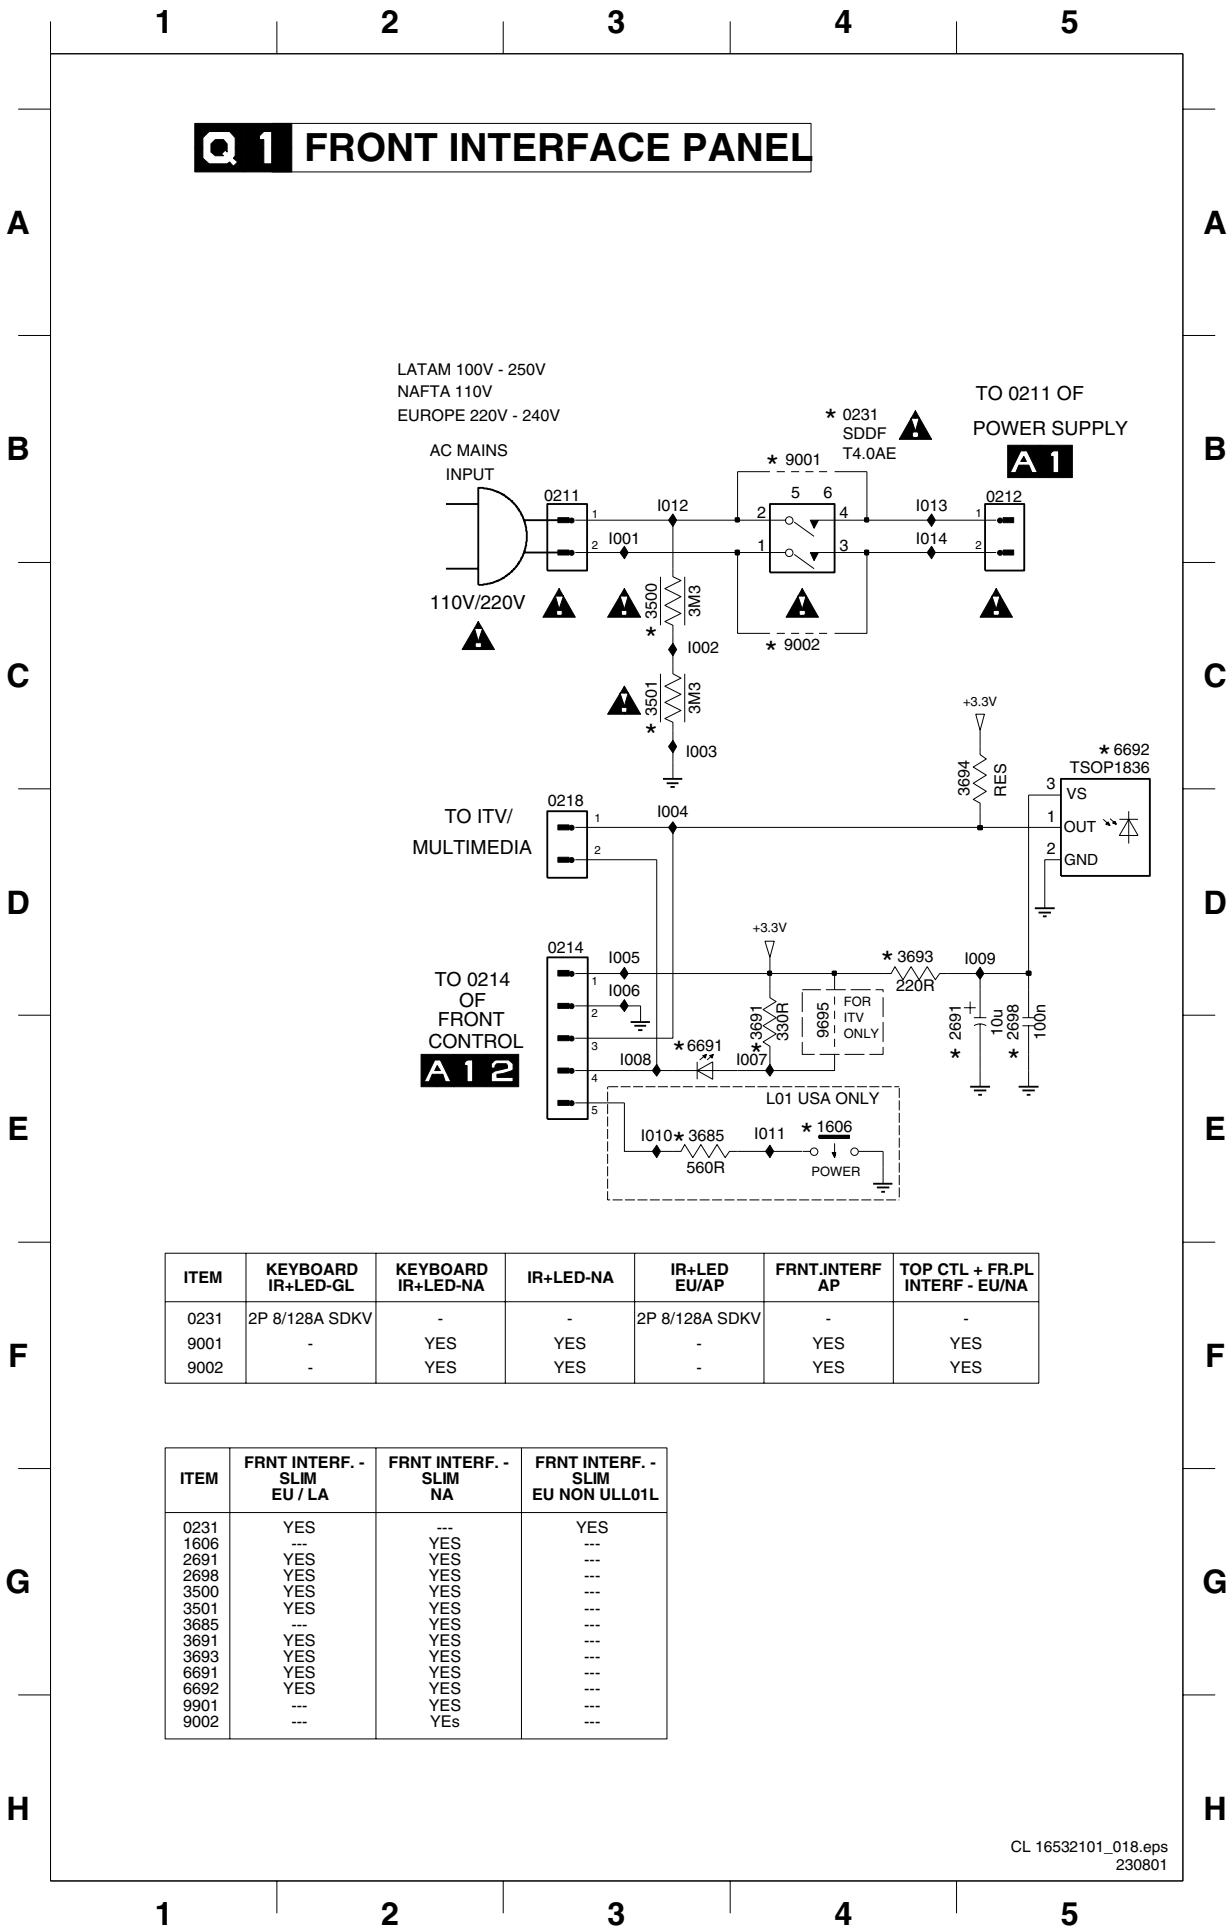 1 2 3 4 5
Q 1 FRONT INTERFACE PANEL
A A
LATAM 100V - 250V
NAFTA 110V
EUROPE 220V - 240V
AC MAINS
INPUT
110V/220V
* 0231
SDDF
T4.0AE
TO 0211 OF
POWER SUPPLY
A 1
B B
* 9001
0211
1
2
I012
I001
5 6
2 4
1 3
I013
I014
0212
1
2
* 9002
3500
3M3
*
I002
3501
3M3
*
I003
C C
+3.3V
3694
RES
* 6692
TSOP1836
3 VS
1 OUT
2 GND
TO ITV/
MULTIMEDIA
0218
1
2
I004
D D
TO 0214
OF
FRONT
CONTROL
A 1 2
0214
1
2
3
4
5
I005
I006
I008
* 6691
I007
+3.3V
* 3691
330R
9695
FOR
ITV
ONLY
* 3693
220R
I009
* 2691
+
10u
* 2698
100n
L01 USA ONLY
I010 * 3685
560R
I011
* 1606
POWER
E E
ITEM KEYBOARD IR+LED-GL KEYBOARD IR+LED-NA IR+LED-NA IR+LED EU/AP FRNT.INTERF AP TOP CTL + FR.PL INTERF - EU/NA
0231 2P 8/128A SDKV - - 2P 8/128A SDKV - -
9001 - YES YES - YES YES
9002 - YES YES - YES YES
F F
ITEM FRNT INTERF. - SLIM EU / LA FRNT INTERF. - SLIM NA FRNT INTERF. - SLIM EU NON ULL01L
0231 YES --- YES
1606 --- YES ---
2691 YES YES ---
2698 YES YES ---
3500 YES YES ---
3501 YES YES ---
3685 --- YES ---
3691 YES YES ---
3693 YES YES ---
6691 YES YES ---
6692 YES YES ---
9901 --- YES ---
9002 --- YEs ---
G G
H H
CL 16532101_018.eps
230801
1 2 3 4 5